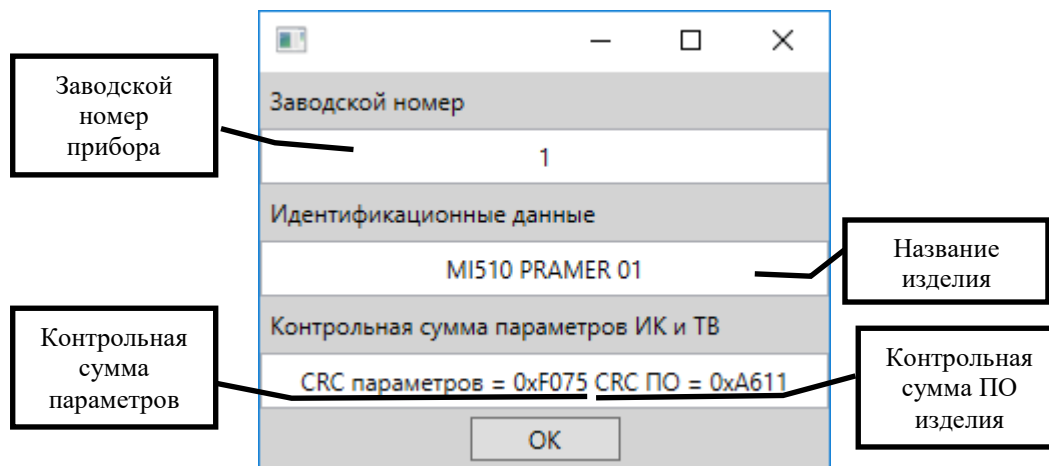 Заводской
номер
прибора
Заводской номер
1
Идентификационные данные
MI510 PRAMER 01
Название
изделия
Контрольная сумма параметров ИК и ТВ
Контрольная
сумма
параметров
CRC параметров = 0xF075 CRC ПО = 0xA611
Контрольная
сумма ПО
изделия
OK